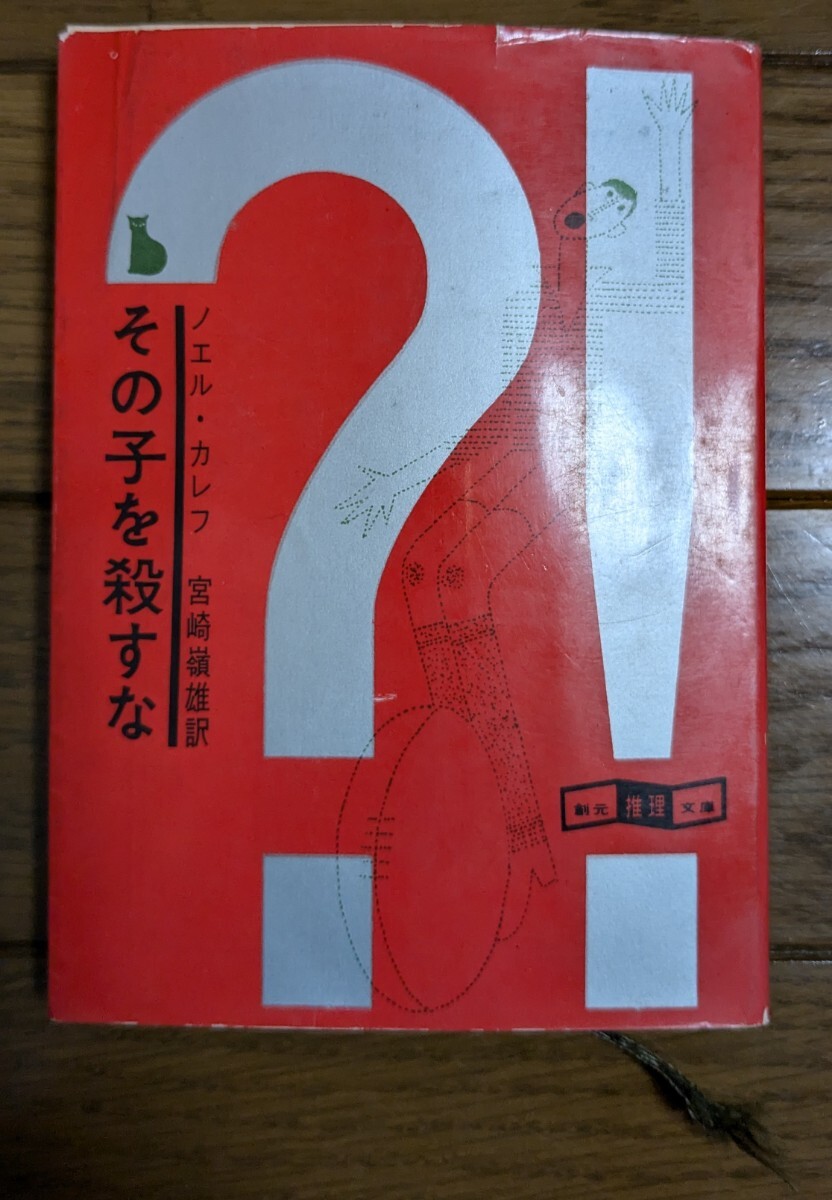 ?!
ノエル・カレフ 宮崎嶺雄訳
その子を殺すな
創元推理文庫